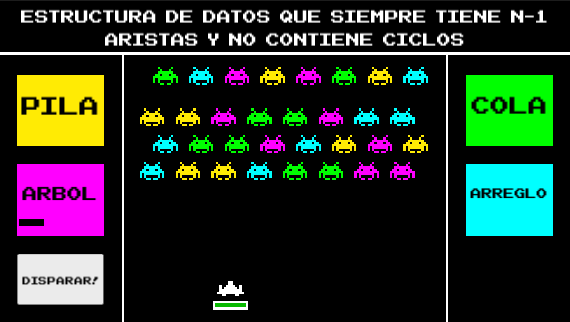 ESTRUCTURA DE DATOS QUE SIEMPRE TIENE N-1
ARISTAS Y NO CONTIENE CICLOS
PILA
COLA
ARBOL
ARREGLO
DISPARAR!